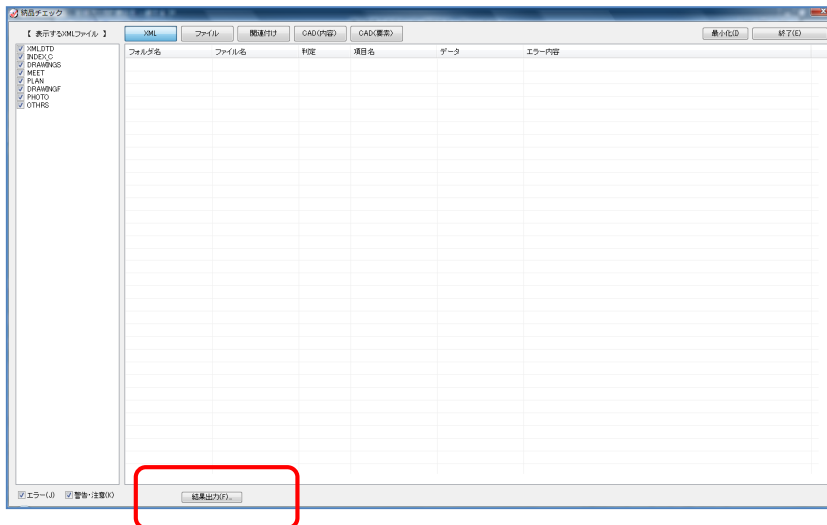 納品チェック
【 表示するXMLファイル 】 XML ファイル 関連付け CAD(内容) CAD(要素) 最小化(I) 終了(E)
フォルダ名 ファイル名 判定 項目名 データ エラー内容
XMLDTD
INDEX_C
DRAWINGS
MEET
PLAN
DRAWINGF
PHOTO
OTHRS
エラー(J) 警告・注意(K) 結果出力(F)...